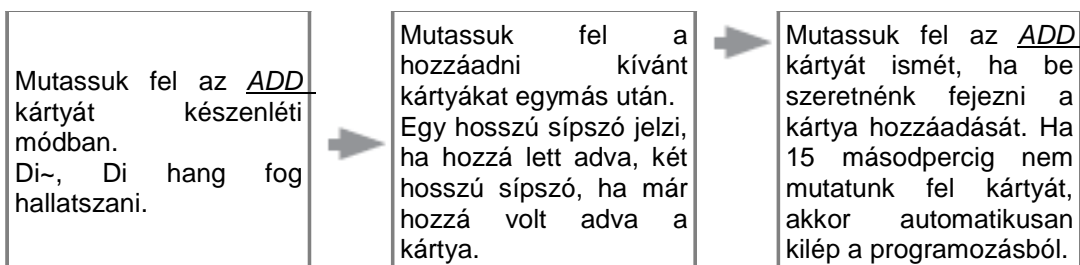 Mutassuk fel az ADD
kártyát készenléti
módban.
Di~, Di hang fog
hallatszani.
Mutassuk fel a
hozzáadni kívánt
kártyákat egymás után.
Egy hosszú sípszó jelzi,
ha hozzá lett adva, két
hosszú sípszó, ha már
hozzá volt adva a
kártya.
Mutassuk fel az ADD
kártyát ismét, ha be
szeretnénk fejezni a
kártya hozzáadását. Ha
15 másodpercig nem
mutatunk fel kártyát,
akkor automatikusan
kilép a programozásból.